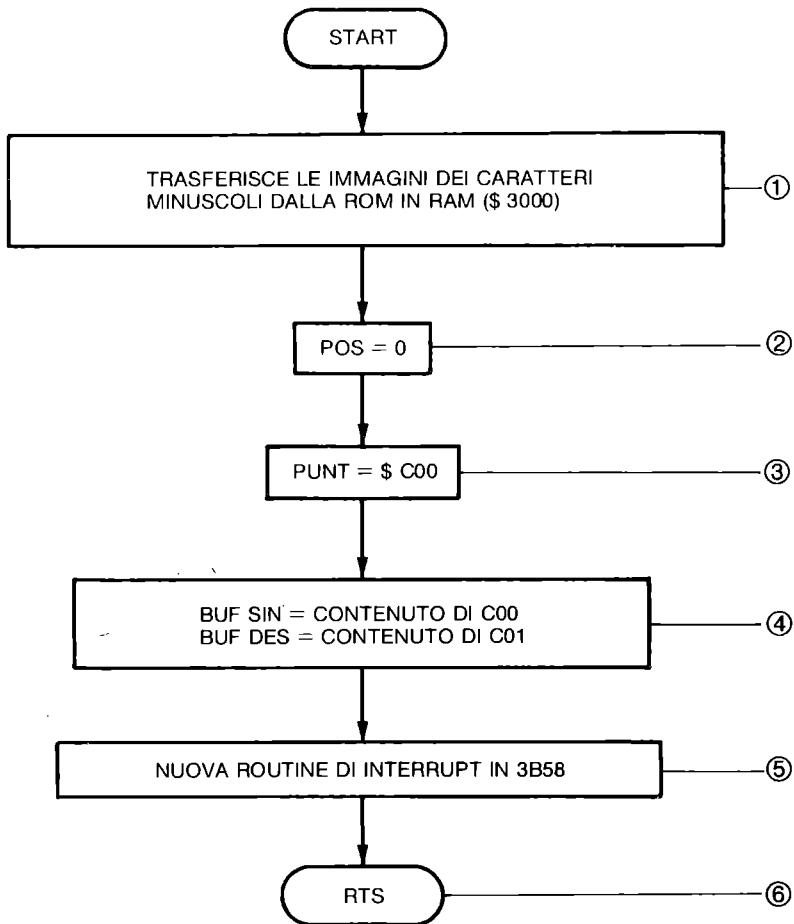 START
TRASFERISCE LE IMMAGINI DEI CARATTERI
MINUSCOLI DALLA ROM IN RAM ($ 3000)
①
POS = 0
②
PUNT = $ C00
③
BUF SIN = CONTENUTO DI C00
BUF DES = CONTENUTO DI C01
④
NUOVA ROUTINE DI INTERRUPT IN 3B58
⑤
RTS
⑥